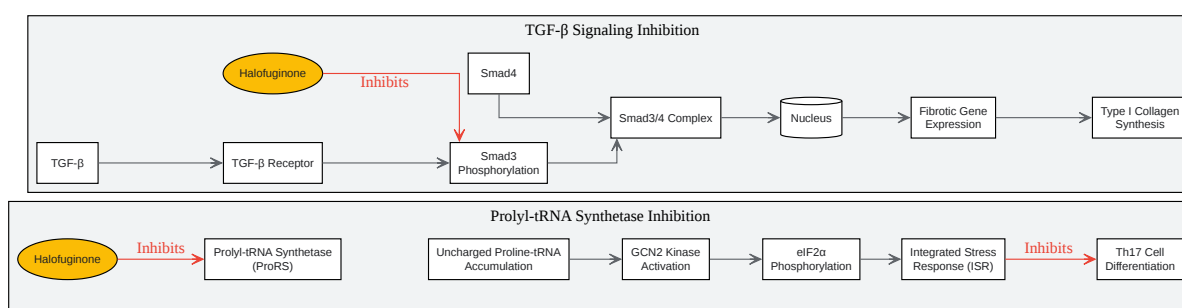 TGF-β Signaling Inhibition
Halofuginone
Inhibits
Smad4
Smad3/4 Complex
Nucleus
Fibrotic Gene
Expression
Type I Collagen
Synthesis
TGF-β
TGF-β Receptor
Smad3
Phosphorylation
Prolyl-tRNA Synthetase Inhibition
Halofuginone
Inhibits
Prolyl-tRNA Synthetase
(ProRS)
Uncharged Proline-tRNA
Accumulation
GCN2 Kinase
Activation
eIF2α
Phosphorylation
Integrated Stress
Response (ISR)
Inhibits
Th17 Cell
Differentiation